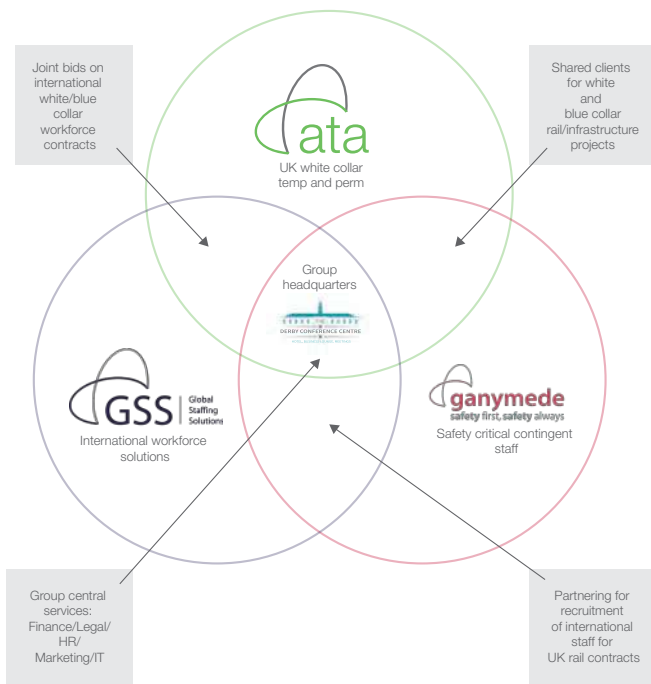 Joint bids on
international
white/blue
collar
workforce
contracts
Shared clients
for white
and
blue collar
rail/infrastructure
projects
ata
UK white collar
temp and perm
Group
headquarters
DERBY CONFERENCE CENTRE
GSS
Global
Staffing
Solutions
International workforce
solutions
ganymede
safety first, safety always
Safety critical contingent
staff
Group central
services:
Finance/Legal/
HR/
Marketing/IT
Partnering for
recruitment
of international
staff for
UK rail contracts